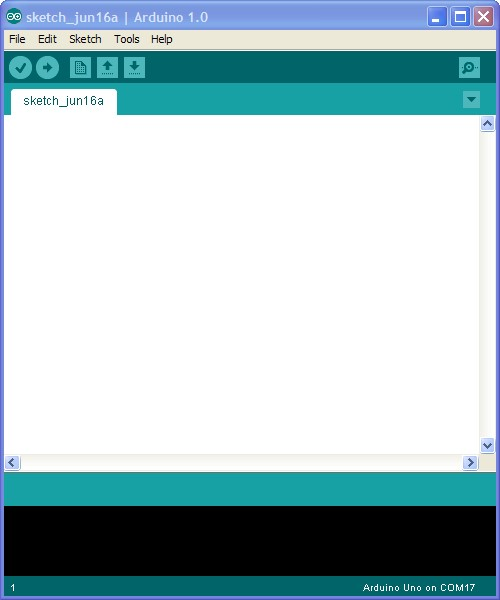 sketch_jun16a | Arduino 1.0
File Edit Sketch Tools Help
sketch_jun16a
1 Arduino Uno on COM17